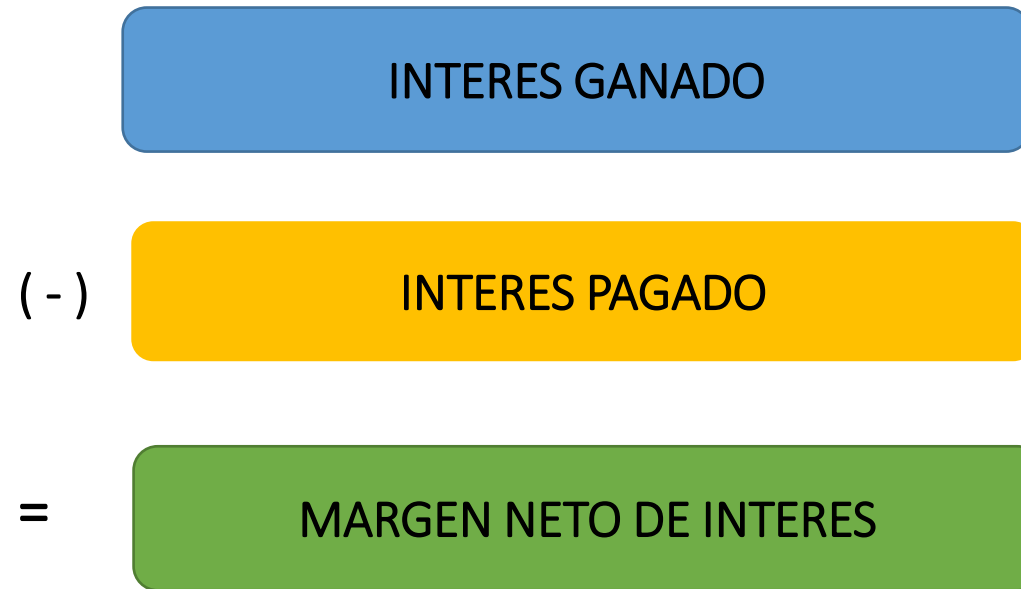 INTERES GANADO
( - ) INTERES PAGADO
= MARGEN NETO DE INTERES